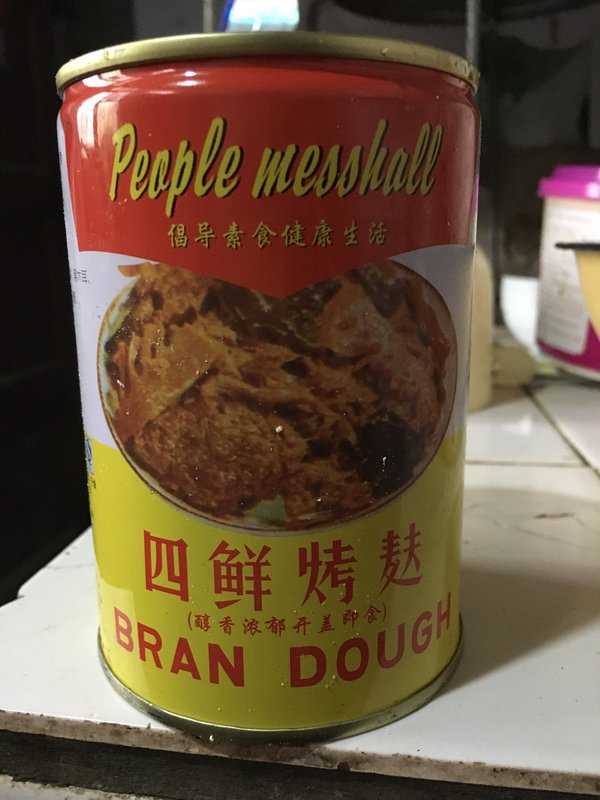 People messhall
倡导素食健康生活
四鲜烤麸
(醇香浓郁开盖即食)
BRAN DOUGH